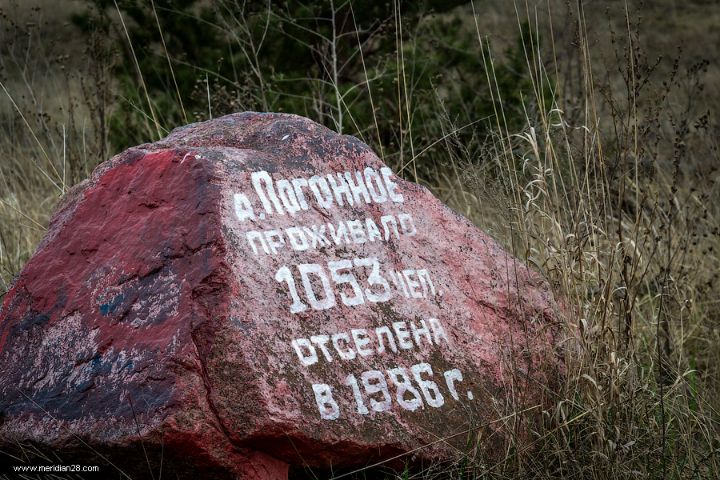 д. Погонное
проживало
1053 чел.
отселена
в 1986 г.
www.meridian28.com